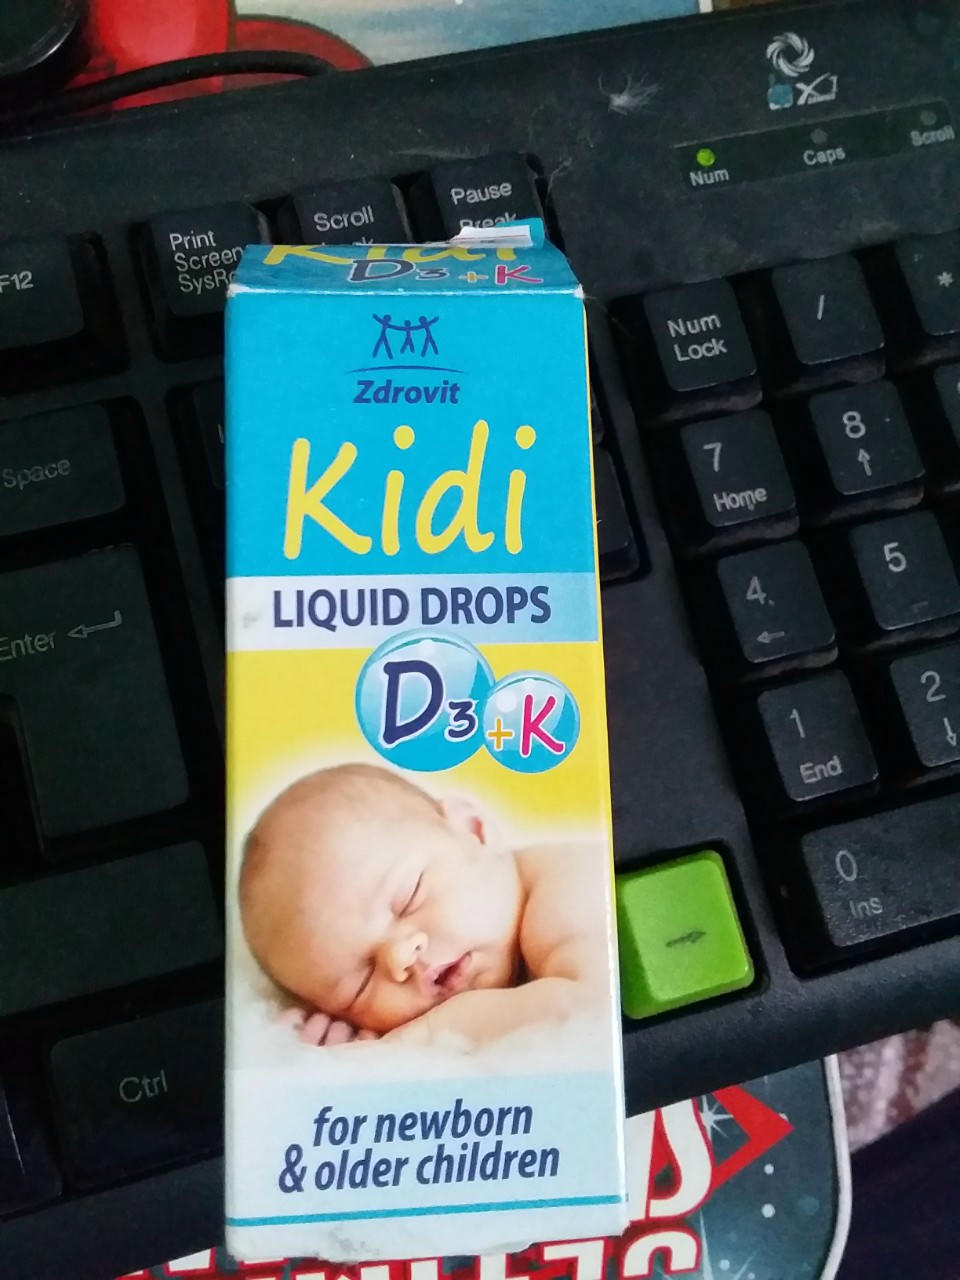 Num
Caps
Scroll
Pause
Break
Scroll
Print
Screen
F12
Kidi
D3+K
Num
Lock
/
*
Zdrovit
Kidi
LIQUID DROPS
D3+K
for newborn
& older children
7
Home
8
4
5
1
End
2
0
Ins
Space
Enter
Ctrl